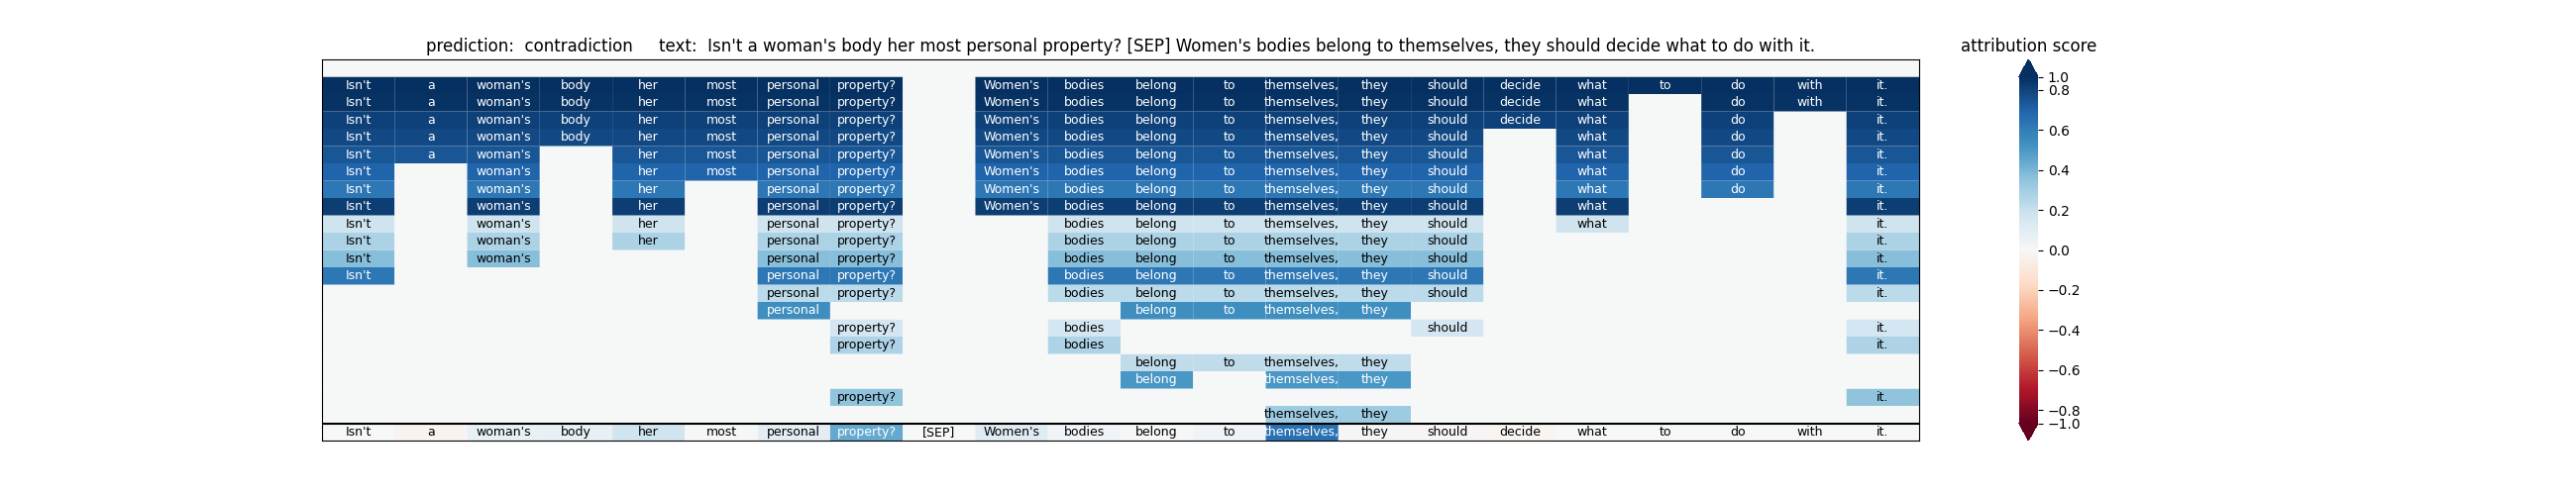 prediction:  contradiction     text:  Isn't a woman's body her most personal property? [SEP] Women's bodies belong to themselves, they should decide what to do with it.
attribution score
Isn't a woman's body her most personal property? Women's bodies belong to themselves, they should decide what to do with it.
Isn't a woman's body her most personal property? Women's bodies belong to themselves, they should decide what do with it.
Isn't a woman's body her most personal property? Women's bodies belong to themselves, they should decide what do it.
Isn't a woman's body her most personal property? Women's bodies belong to themselves, they should what do it.
Isn't a woman's her most personal property? Women's bodies belong to themselves, they should what do it.
Isn't woman's her most personal property? Women's bodies belong to themselves, they should what do it.
Isn't woman's her personal property? Women's bodies belong to themselves, they should what do it.
Isn't woman's her personal property? Women's bodies belong to themselves, they should what it.
Isn't woman's her personal property? bodies belong to themselves, they should what it.
Isn't woman's her personal property? bodies belong to themselves, they should it.
Isn't woman's personal property? bodies belong to themselves, they should it.
Isn't personal property? bodies belong to themselves, they should it.
personal property? bodies belong to themselves, they should it.
personal belong to themselves, they
property? bodies should it.
property? bodies it.
belong to themselves, they
belong themselves, they
property? it.
themselves, they
Isn't a woman's body her most personal property? [SEP] Women's bodies belong to themselves, they should decide what to do with it.
1.0
0.8
0.6
0.4
0.2
0.0
−0.2
−0.4
−0.6
−0.8
−1.0